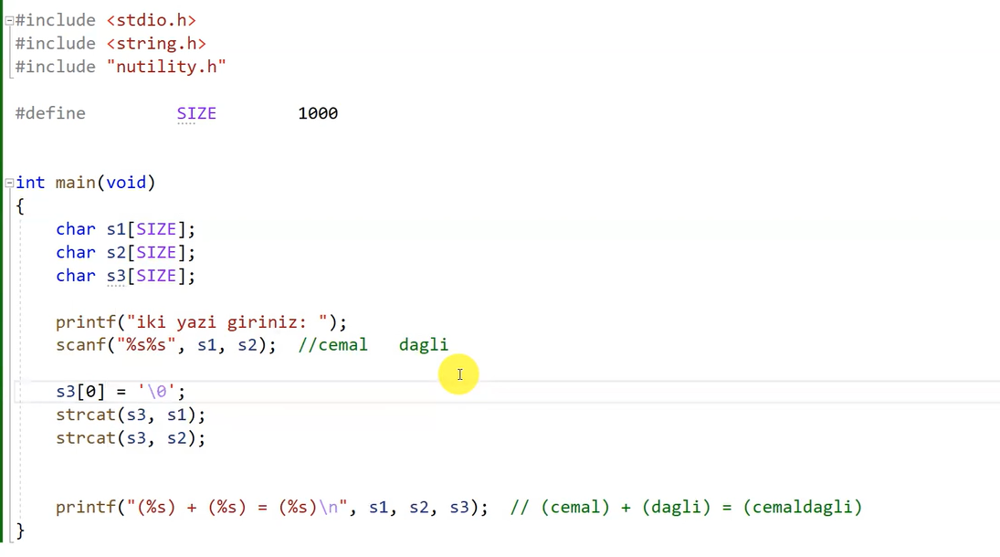 #include <stdio.h>
#include <string.h>
#include "nutility.h"
#define SIZE 1000
int main(void)
{
char s1[SIZE];
char s2[SIZE];
char s3[SIZE];
printf("iki yazi giriniz: ");
scanf("%s%s", s1, s2); //cemal dagli
s3[0] = '\0';
strcat(s3, s1);
strcat(s3, s2);
printf("(%s) + (%s) = (%s)\n", s1, s2, s3); // (cemal) + (dagli) = (cemaldagli)
}